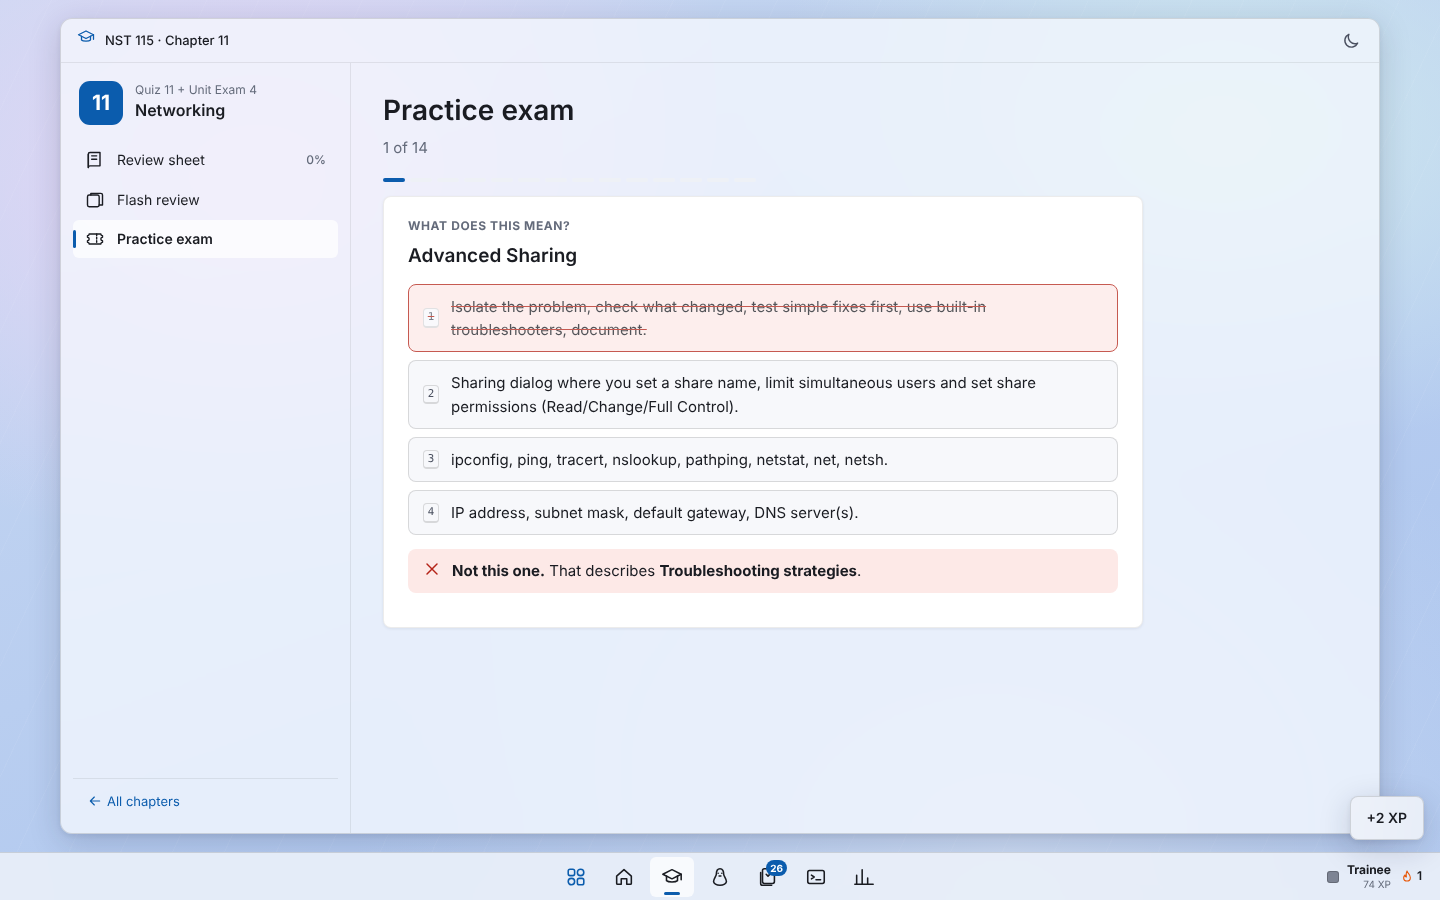 NST 115 · Chapter 11
11
Quiz 11 + Unit Exam 4
Networking
Review sheet
0%
Flash review
Practice exam
All chapters
Practice exam
1 of 14
WHAT DOES THIS MEAN?
Advanced Sharing
1
Isolate the problem, check what changed, test simple fixes first, use built-in
troubleshooters, document.
2
Sharing dialog where you set a share name, limit simultaneous users and set share
permissions (Read/Change/Full Control).
3
ipconfig, ping, tracert, nslookup, pathping, netstat, net, netsh.
4
IP address, subnet mask, default gateway, DNS server(s).
Not this one. That describes Troubleshooting strategies.
+2 XP
26
Trainee
74 XP
1